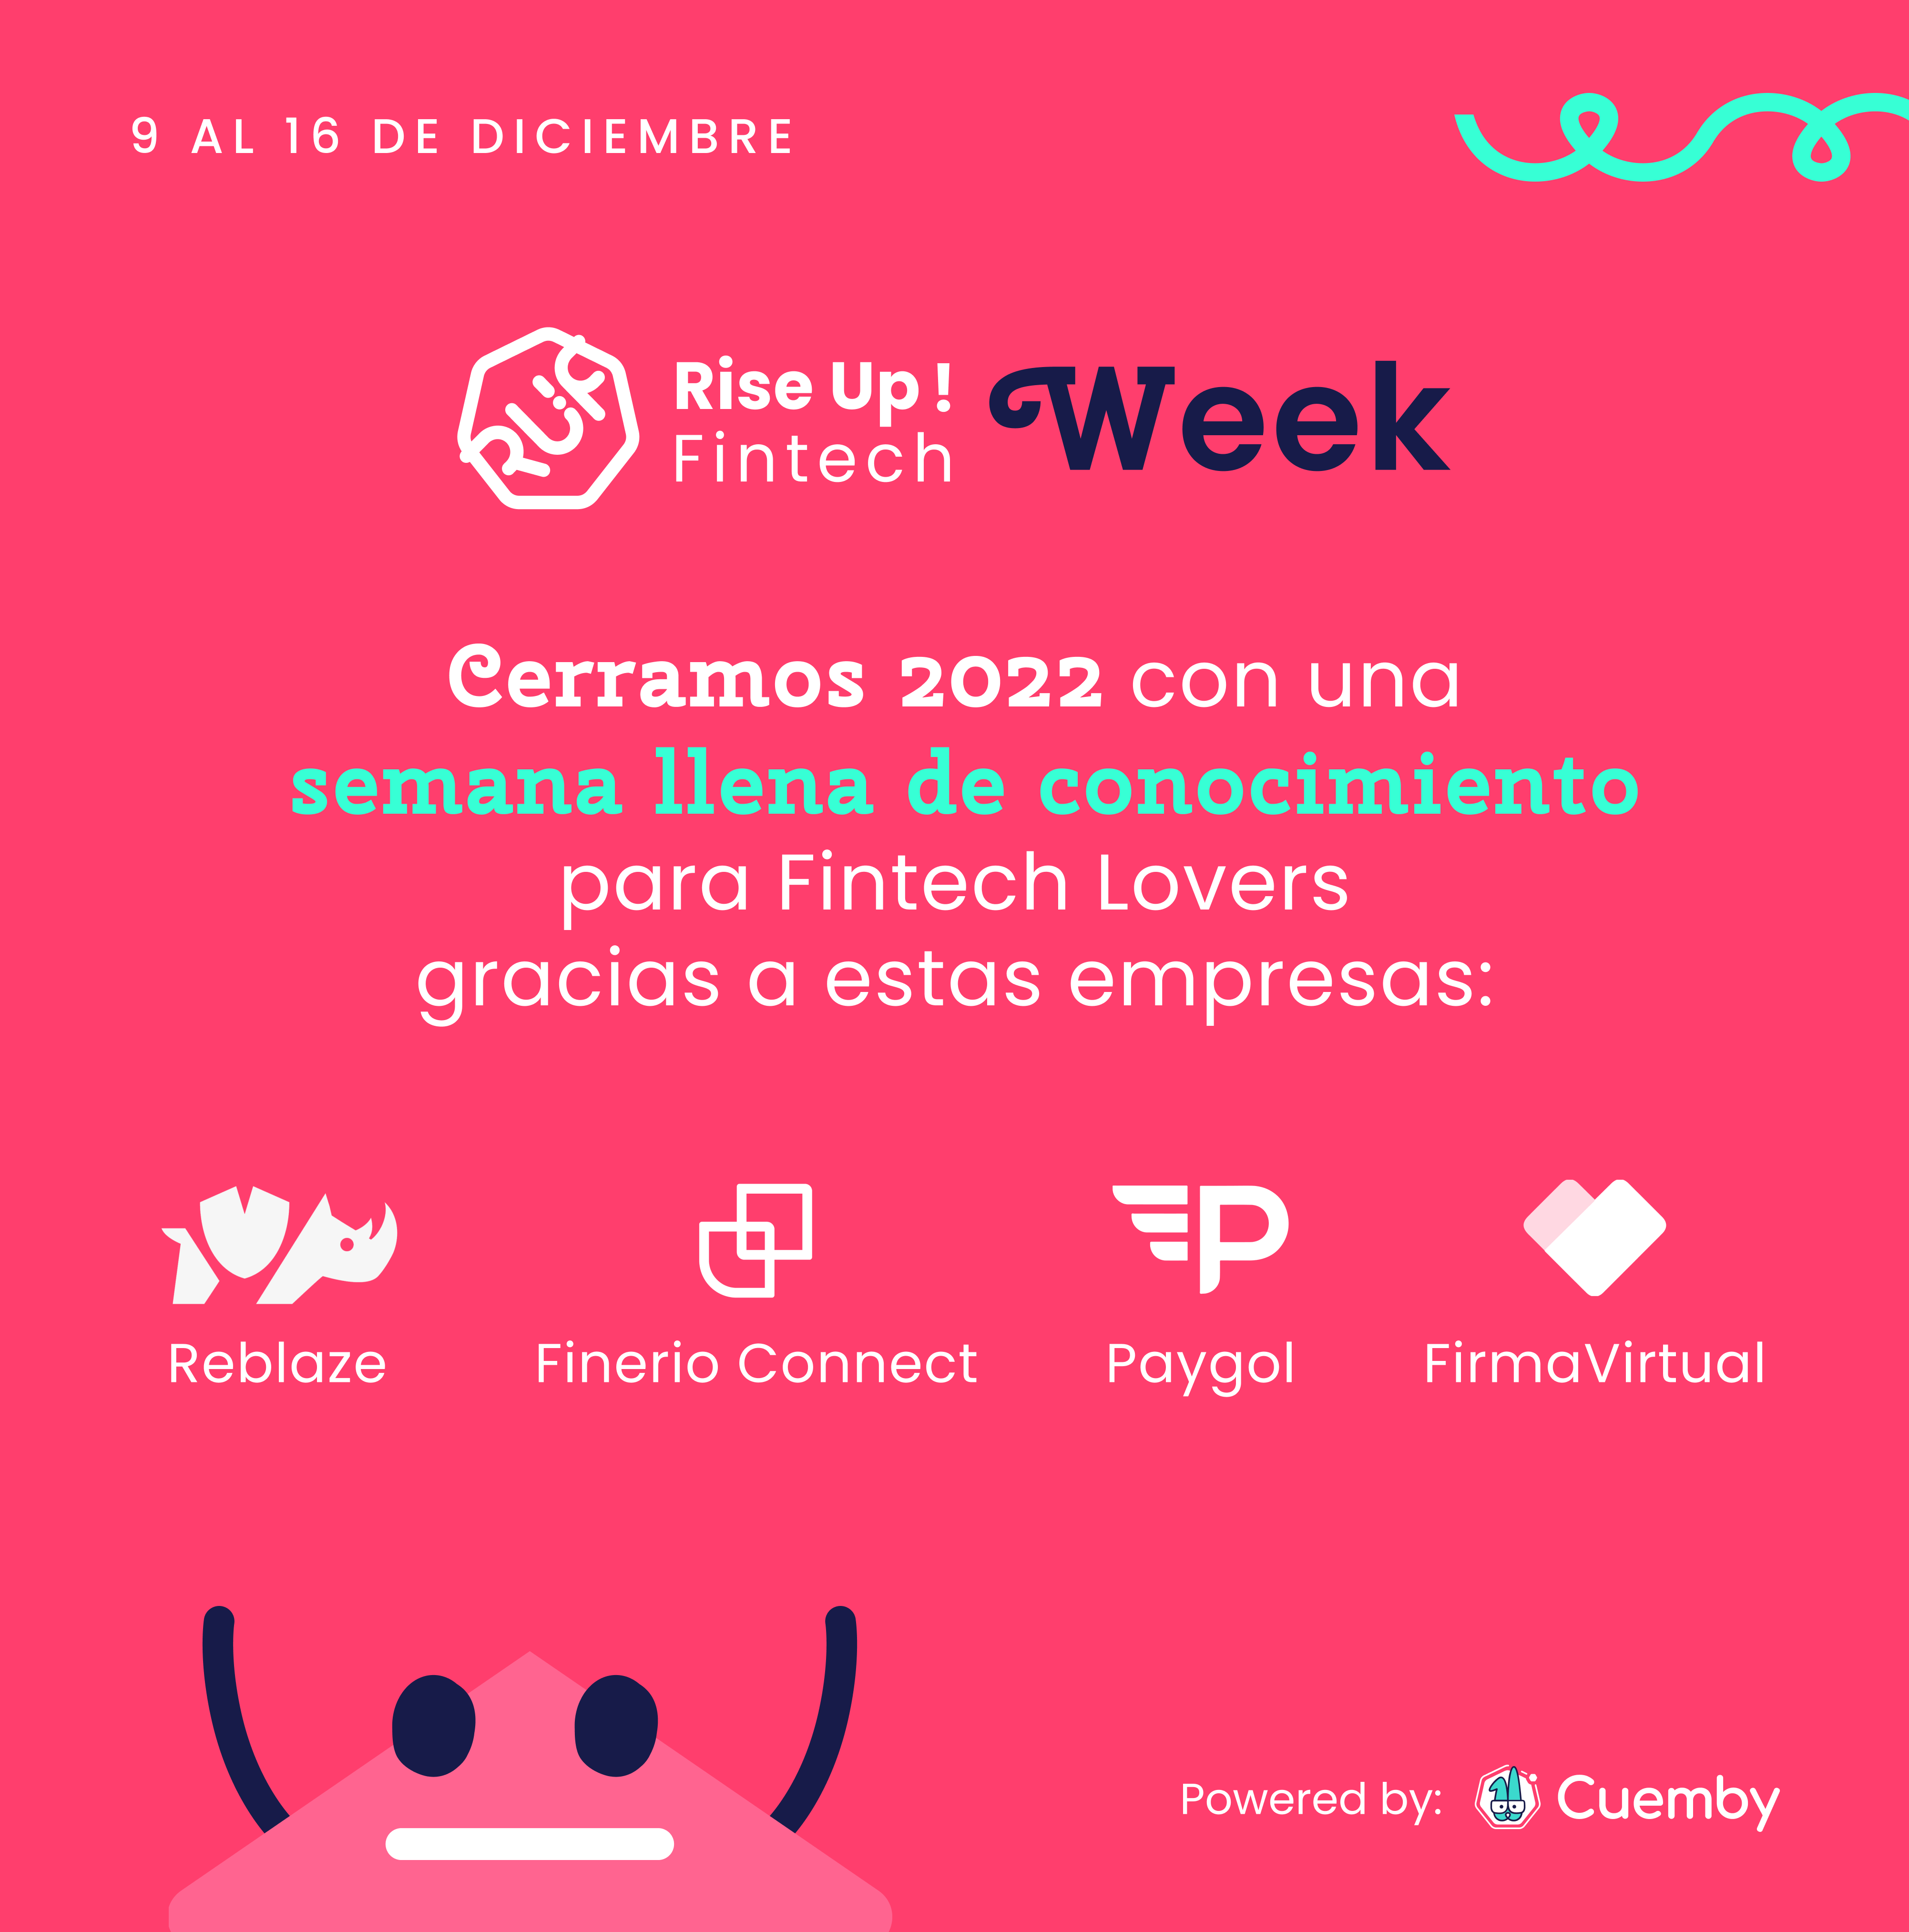 9 AL 16 DE DICIEMBRE
RUF
Rise Up!
Fintech
Week
Cerramos 2022 con una
semana llena de conocimiento
para Fintech Lovers
gracias a estas empresas:
P
Reblaze Finerio Connect Paygol FirmaVirtual
Powered by: Cuemby